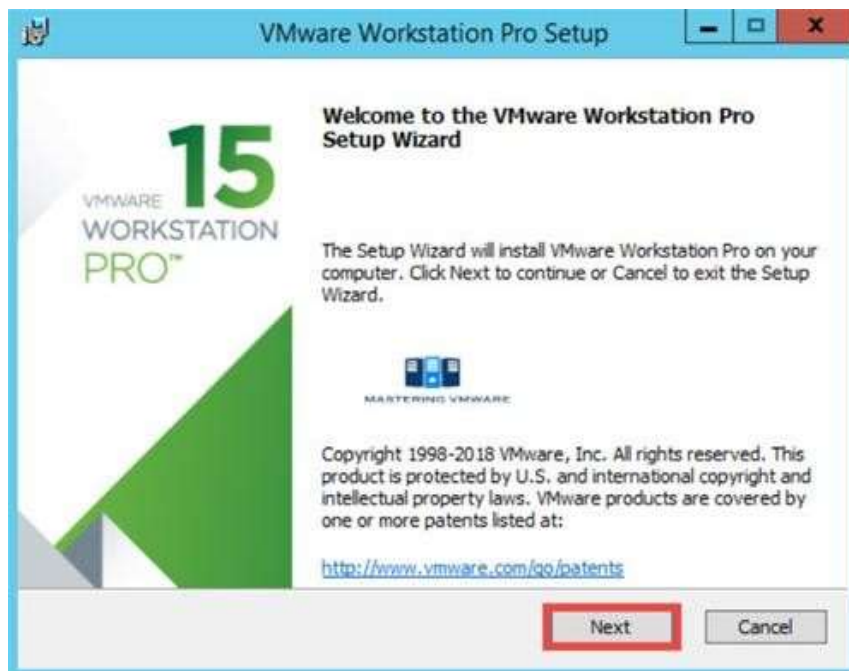 VMware Workstation Pro Setup
15
VMWARE
WORKSTATION
PRO™
Welcome to the VMware Workstation Pro
Setup Wizard
The Setup Wizard will install VMware Workstation Pro on your
computer. Click Next to continue or Cancel to exit the Setup
Wizard.
MASTERING VMWARE
Copyright 1998-2018 VMware, Inc. All rights reserved. This
product is protected by U.S. and international copyright and
intellectual property laws. VMware products are covered by
one or more patents listed at:
http://www.vmware.com/go/patents
Next
Cancel